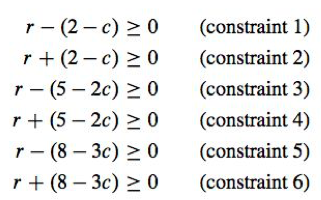 r − (2 − c) ≥ 0 (constraint 1)
r + (2 − c) ≥ 0 (constraint 2)
r − (5 − 2c) ≥ 0 (constraint 3)
r + (5 − 2c) ≥ 0 (constraint 4)
r − (8 − 3c) ≥ 0 (constraint 5)
r + (8 − 3c) ≥ 0 (constraint 6)